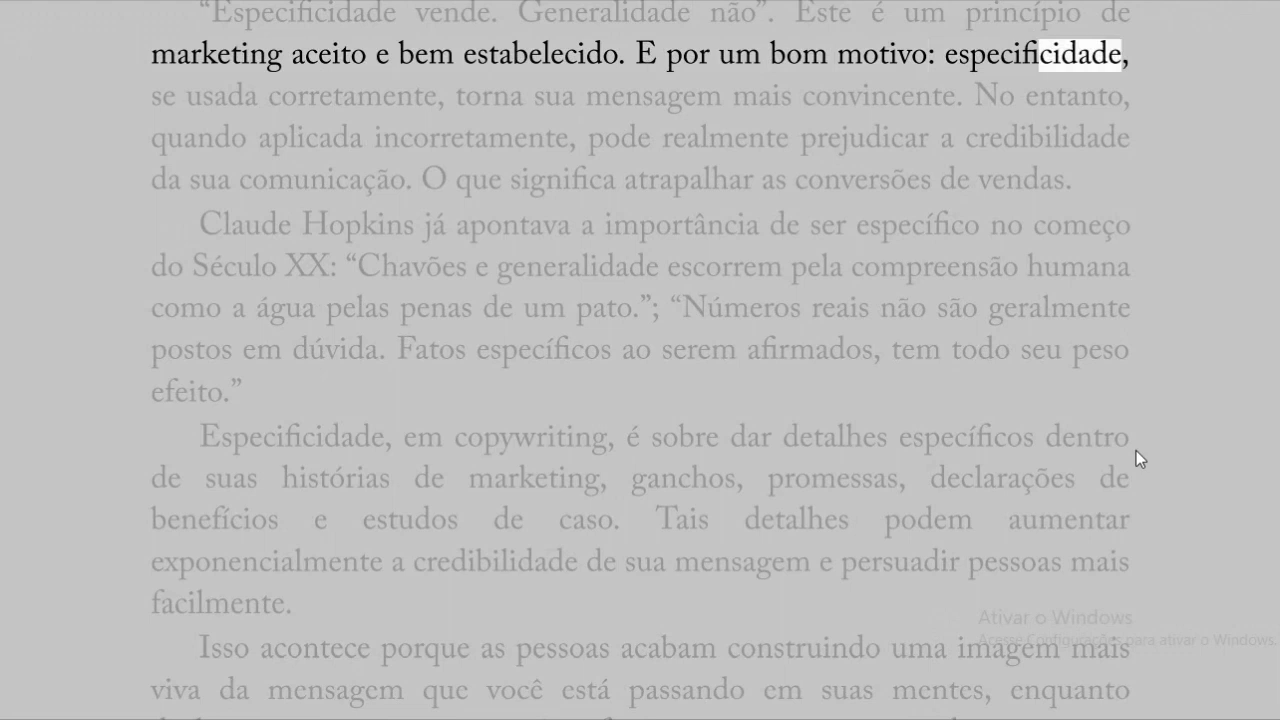 “Especificidade vende. Generalidade não”. Este é um princípio de
marketing aceito e bem estabelecido. E por um bom motivo: especificidade,
se usada corretamente, torna sua mensagem mais convincente. No entanto,
quando aplicada incorretamente, pode realmente prejudicar a credibilidade
da sua comunicação. O que significa atrapalhar as conversões de vendas.
Claude Hopkins já apontava a importância de ser específico no começo
do Século XX: “Chavões e generalidade escorrem pela compreensão humana
como a água pelas penas de um pato.”; “Números reais não são geralmente
postos em dúvida. Fatos específicos ao serem afirmados, tem todo seu peso
efeito.”
Especificidade, em copywriting, é sobre dar detalhes específicos dentro
de suas histórias de marketing, ganchos, promessas, declarações de
benefícios e estudos de caso. Tais detalhes podem aumentar
exponencialmente a credibilidade de sua mensagem e persuadir pessoas mais
facilmente.
Ativar o Windows
Acesse Configurações para ativar o Windows.
Isso acontece porque as pessoas acabam construindo uma imagem mais
viva da mensagem que você está passando em suas mentes, enquanto